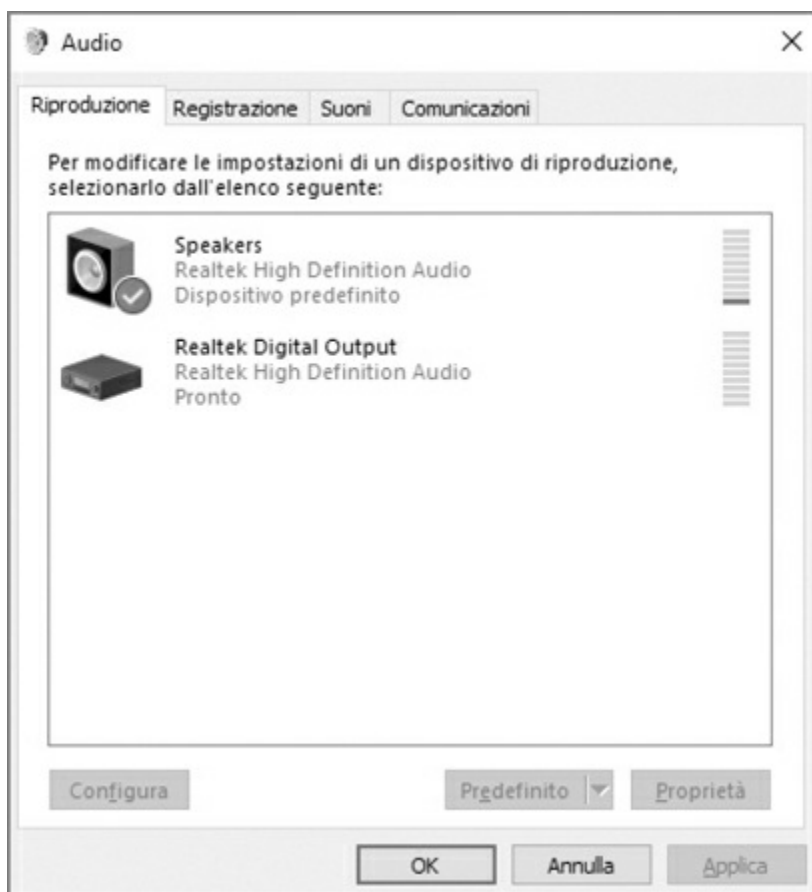 Audio
Riproduzione Registrazione Suoni Comunicazioni
Per modificare le impostazioni di un dispositivo di riproduzione,
selezionarlo dall'elenco seguente:
Speakers
Realtek High Definition Audio
Dispositivo predefinito
Realtek Digital Output
Realtek High Definition Audio
Pronto
Configura Predefinito Proprietà
OK Annulla Applica